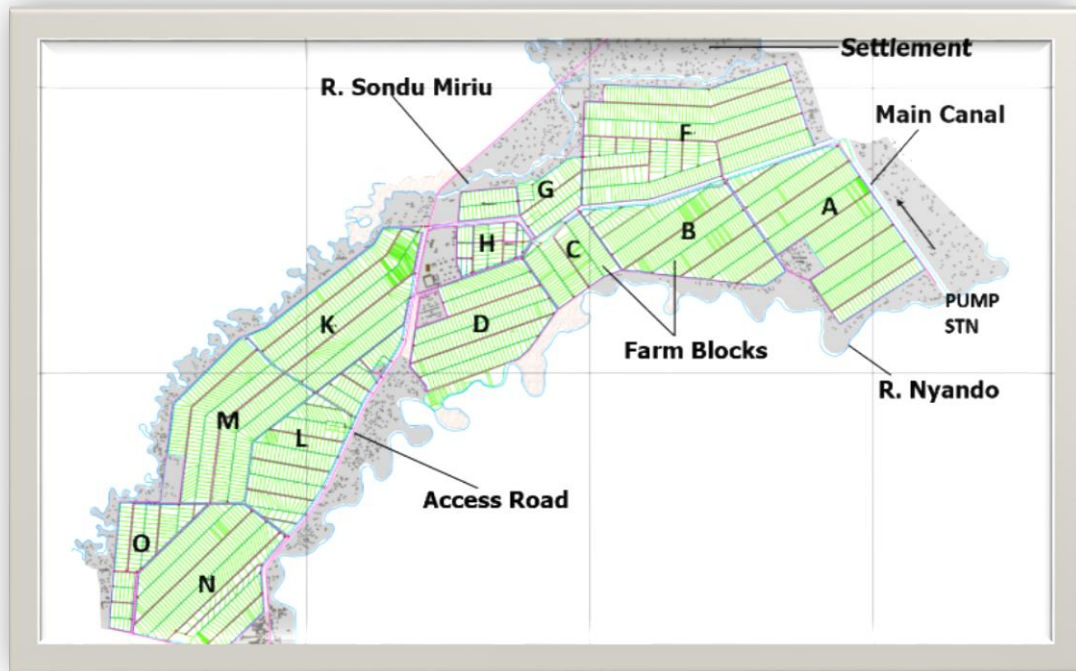 Settlement
R. Sondu Miriu
Main Canal
F
G
A
B
H
C
PUMP
STN
K
D
Farm Blocks
R. Nyando
M
L
Access Road
O
N